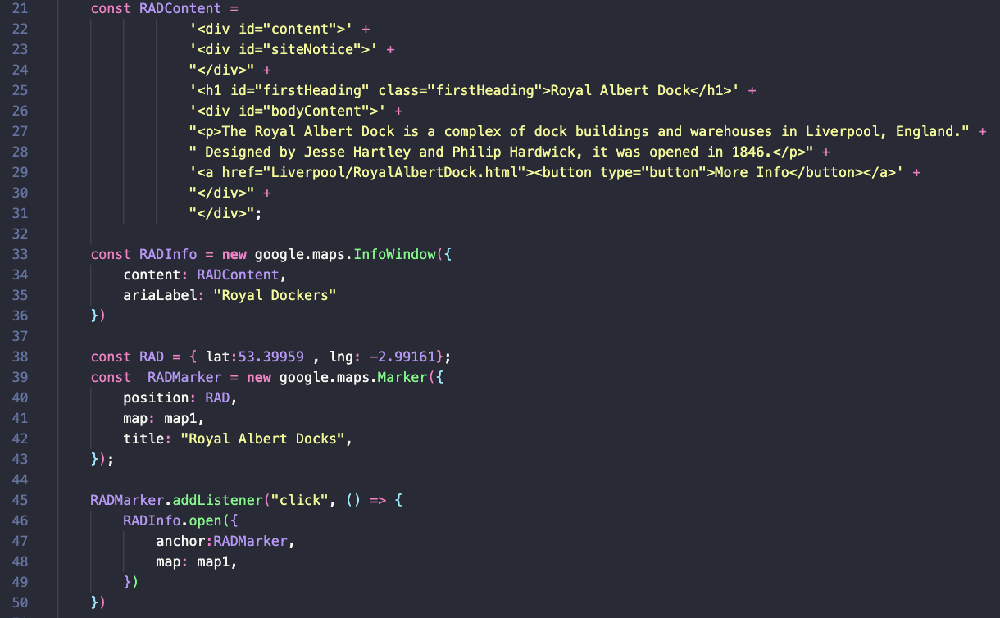 21 const RADContent =
22 '<div id="content">' +
23 '<div id="siteNotice">' +
24 "</div>" +
25 '<h1 id="firstHeading" class="firstHeading">Royal Albert Dock</h1>' +
26 '<div id="bodyContent">' +
27 "<p>The Royal Albert Dock is a complex of dock buildings and warehouses in Liverpool, England." +
28 " Designed by Jesse Hartley and Philip Hardwick, it was opened in 1846.</p>" +
29 '<a href="Liverpool/RoyalAlbertDock.html"><button type="button">More Info</button></a>' +
30 "</div>" +
31 "</div>";
32
33 const RADInfo = new google.maps.InfoWindow({
34 content: RADContent,
35 ariaLabel: "Royal Dockers"
36 })
37
38 const RAD = { lat:53.39959 , lng: -2.99161};
39 const  RADMarker = new google.maps.Marker({
40 position: RAD,
41 map: map1,
42 title: "Royal Albert Docks",
43 });
44
45 RADMarker.addListener("click", () => {
46 RADInfo.open({
47 anchor:RADMarker,
48 map: map1,
49 })
50 })